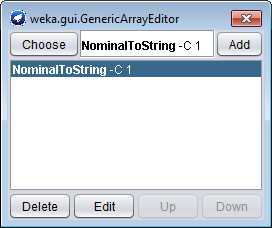 weka.gui.GenericArrayEditor
Choose NominalToString -C 1 Add
NominalToString -C 1
Delete Edit Up Down